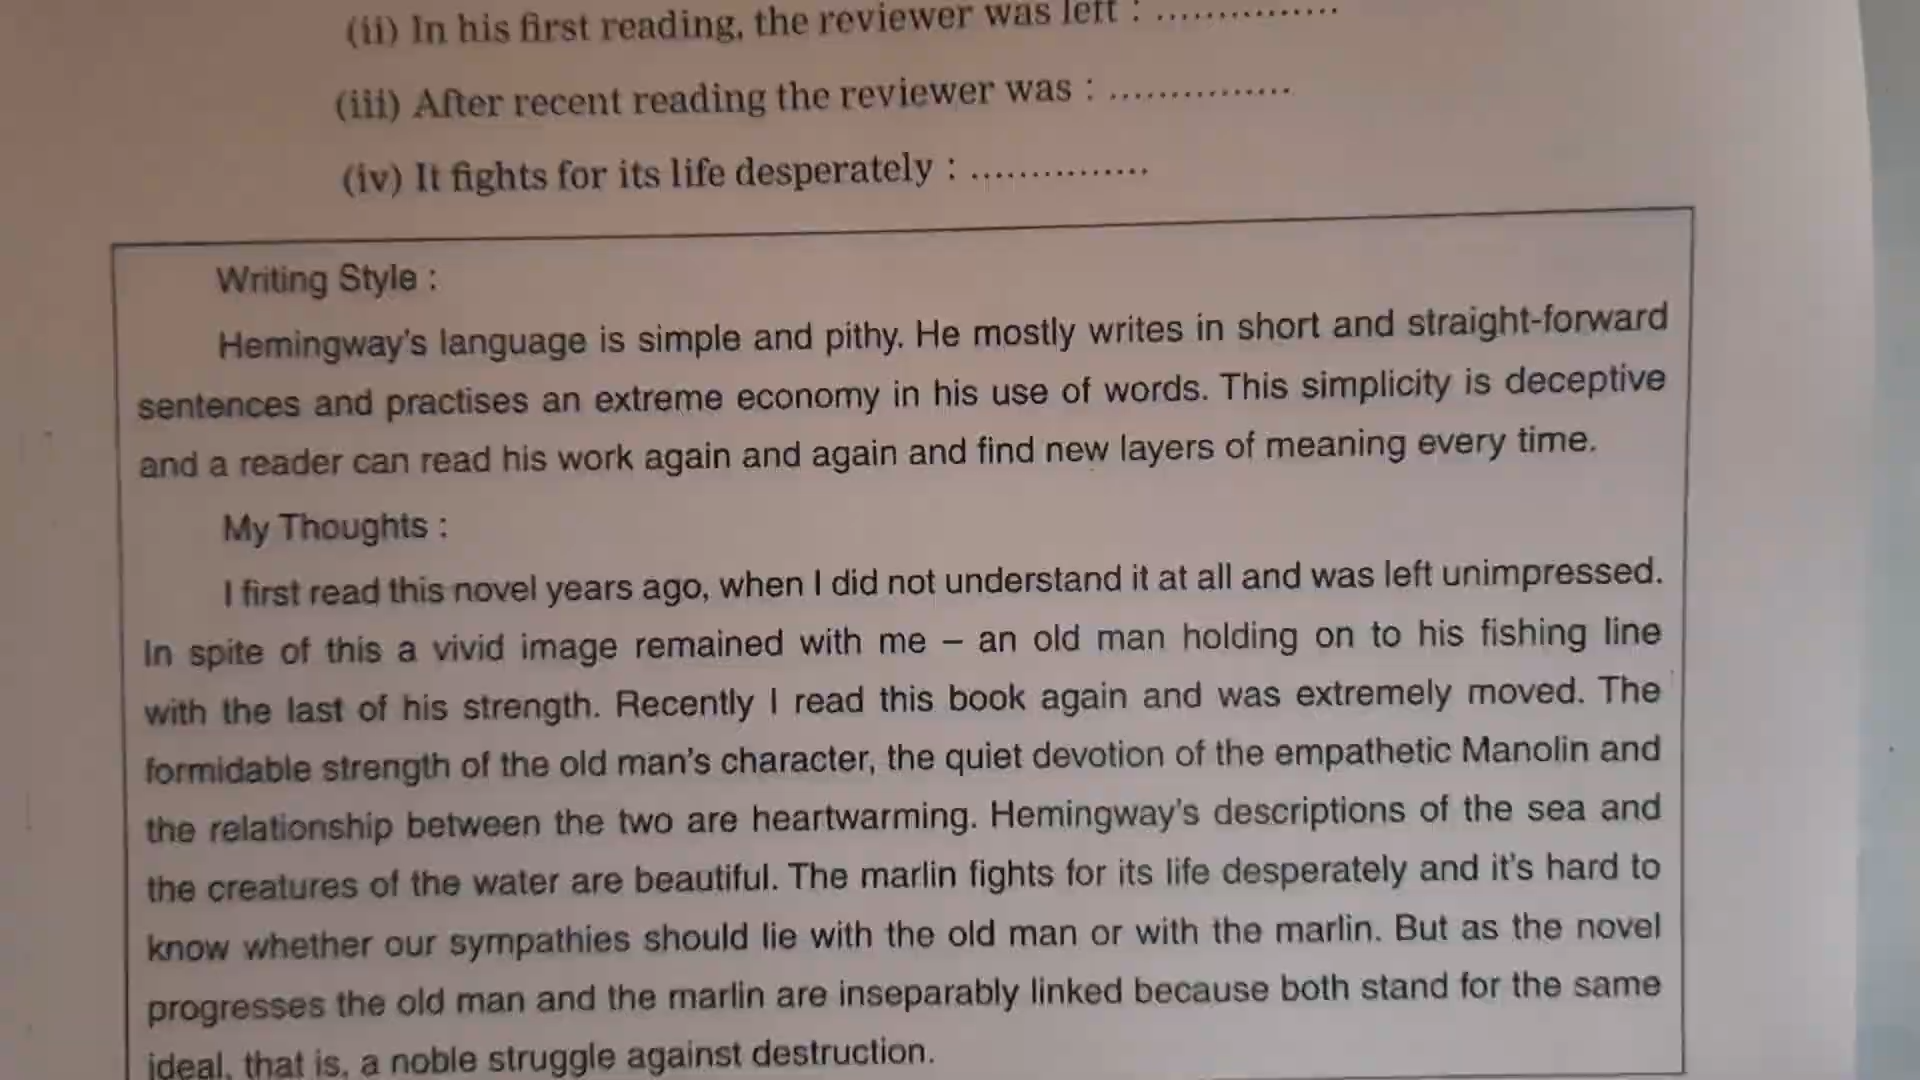 (ii) In his first reading, the reviewer was left : ...............
(iii) After recent reading the reviewer was : ...............
(iv) It fights for its life desperately : ...............
Writing Style :
Hemingway's language is simple and pithy. He mostly writes in short and straight-forward
sentences and practises an extreme economy in his use of words. This simplicity is deceptive
and a reader can read his work again and again and find new layers of meaning every time.
My Thoughts :
I first read this novel years ago, when I did not understand it at all and was left unimpressed.
In spite of this a vivid image remained with me – an old man holding on to his fishing line
with the last of his strength. Recently I read this book again and was extremely moved. The
formidable strength of the old man's character, the quiet devotion of the empathetic Manolin and
the relationship between the two are heartwarming. Hemingway's descriptions of the sea and
the creatures of the water are beautiful. The marlin fights for its life desperately and it's hard to
know whether our sympathies should lie with the old man or with the marlin. But as the novel
progresses the old man and the marlin are inseparably linked because both stand for the same
ideal, that is, a noble struggle against destruction.